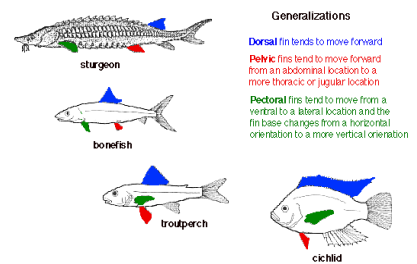 Generalizations
Dorsal fin tends to move forward
Pelvic fins tend to move forward
from an abdominal location to a
more thoracic or jugular location
Pectoral fins tend to move from a
ventral to a lateral location and the
fin base changes from a horizontal
orientation to a more vertical orienation
sturgeon
bonefish
troutperch
cichlid